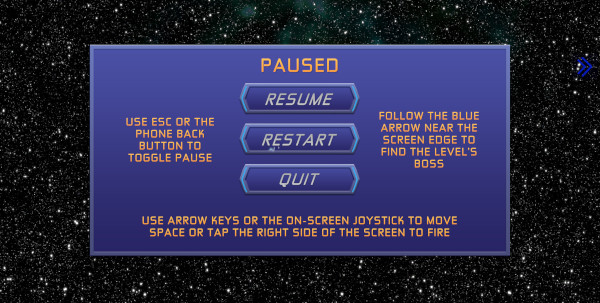 PAUSED
RESUME
RESTART
QUIT
USE ESC OR THE
PHONE BACK
BUTTON TO
TOGGLE PAUSE
FOLLOW THE BLUE
ARROW NEAR THE
SCREEN EDGE TO
FIND THE LEVEL'S
BOSS
USE ARROW KEYS OR THE ON-SCREEN JOYSTICK TO MOVE
SPACE OR TAP THE RIGHT SIDE OF THE SCREEN TO FIRE